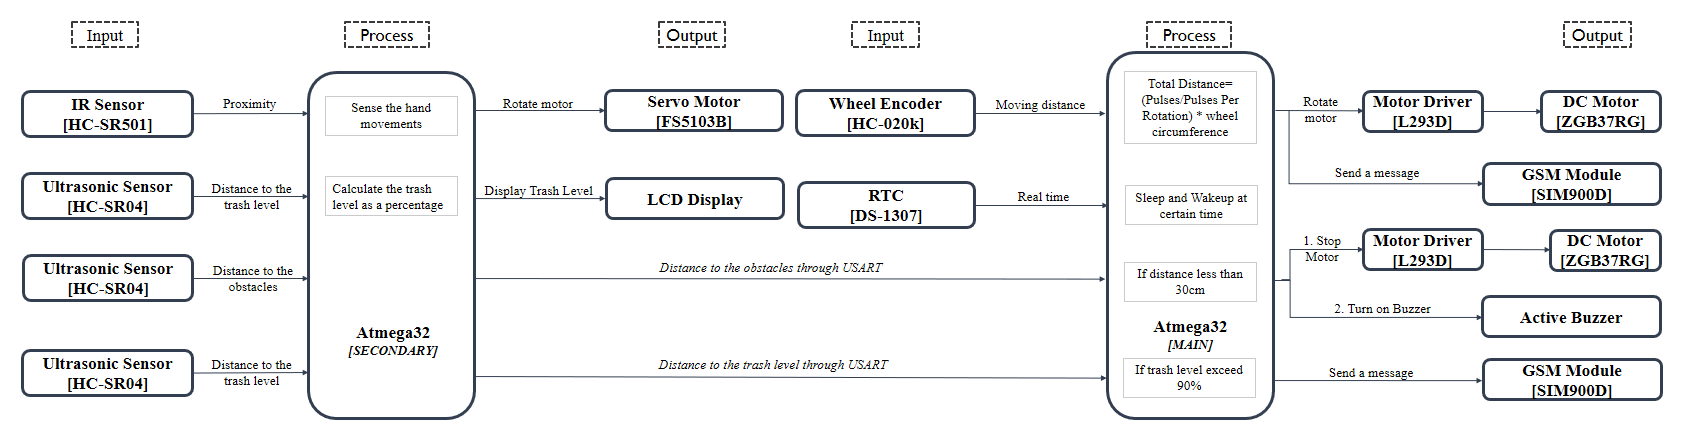 Input
Process
Output
Input
Process
Output
IR Sensor
[HC-SR501]
Proximity
Sense the hand
movements
Rotate motor
Servo Motor
[FS5103B]
Wheel Encoder
[HC-020k]
Moving distance
Total Distance=
(Pulses/Pulses Per
Rotation) * wheel
circumference
Rotate
motor
Motor Driver
[L293D]
DC Motor
[ZGB37RG]
Send a message
GSM Module
[SIM900D]
Ultrasonic Sensor
[HC-SR04]
Distance to the
trash level
Calculate the trash
level as a percentage
Display Trash Level
LCD Display
RTC
[DS-1307]
Real time
Sleep and Wakeup at
certain time
Ultrasonic Sensor
[HC-SR04]
Distance to the
obstacles
Distance to the obstacles through USART
If distance less than
30cm
1. Stop
Motor
Motor Driver
[L293D]
DC Motor
[ZGB37RG]
2. Turn on Buzzer
Active Buzzer
Atmega32
[SECONDARY]
Atmega32
[MAIN]
Ultrasonic Sensor
[HC-SR04]
Distance to the
trash level
Distance to the trash level through USART
If trash level exceed
90%
Send a message
GSM Module
[SIM900D]